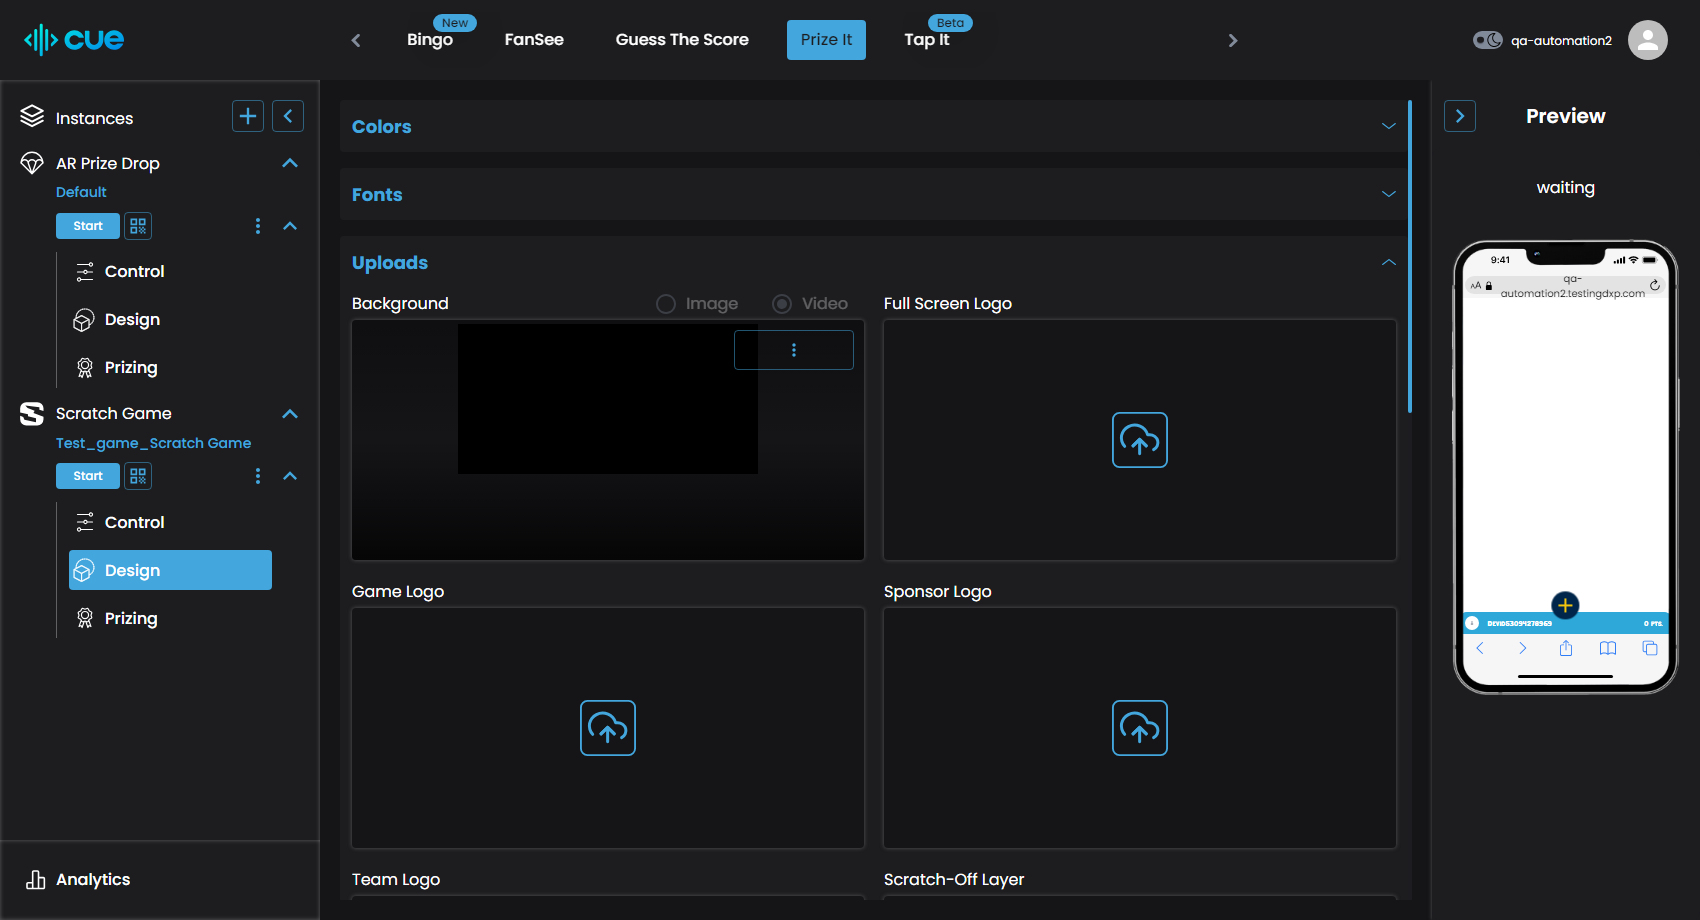 cue
New
Bingo
FanSee
Guess The Score
Prize It
Beta
Tap It
qa-automation2
Instances
AR Prize Drop
Default
Start
Control
Design
Prizing
Scratch Game
Test_game_Scratch Game
Start
Control
Design
Prizing
Analytics
Colors
Fonts
Uploads
Background
Image
Video
Full Screen Logo
Game Logo
Sponsor Logo
Team Logo
Scratch-Off Layer
Preview
waiting
9:41
AA
qa-
automation2.testingdxp.com
0 PTS.